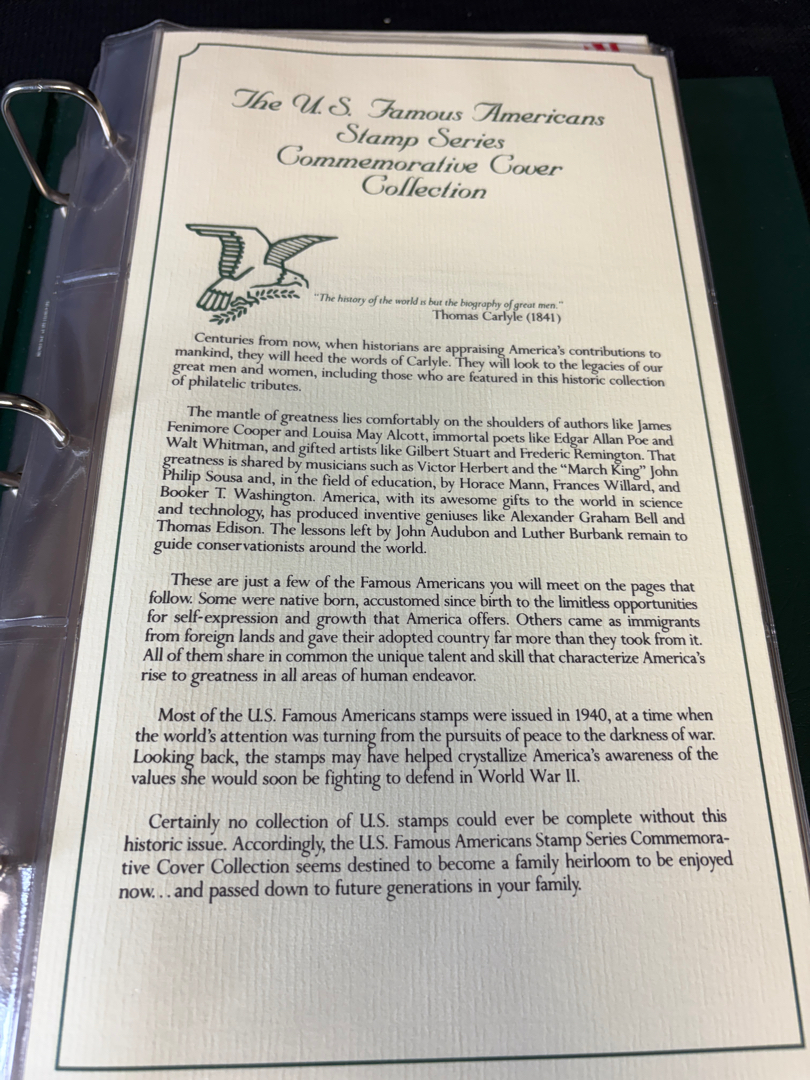 The U.S. Famous Americans
Stamp Series
Commemorative Cover
Collection
"The history of the world is but the biography of great men."
Thomas Carlyle (1841)
Centuries from now, when historians are appraising America's contributions to
mankind, they will heed the words of Carlyle. They will look to the legacies of our
great men and women, including those who are featured in this historic collection
of philatelic tributes.
The mantle of greatness lies comfortably on the shoulders of authors like James
Fenimore Cooper and Louisa May Alcott, immortal poets like Edgar Allan Poe and
Walt Whitman, and gifted artists like Gilbert Stuart and Frederic Remington. That
greatness is shared by musicians such as Victor Herbert and the "March King" John
Philip Sousa and, in the field of education, by Horace Mann, Frances Willard, and
Booker T. Washington. America, with its awesome gifts to the world in science
and technology, has produced inventive geniuses like Alexander Graham Bell and
Thomas Edison. The lessons left by John Audubon and Luther Burbank remain to
guide conservationists around the world.
These are just a few of the Famous Americans you will meet on the pages that
follow. Some were native born, accustomed since birth to the limitless opportunities
for self-expression and growth that America offers. Others came as immigrants
from foreign lands and gave their adopted country far more than they took from it.
All of them share in common the unique talent and skill that characterize America's
rise to greatness in all areas of human endeavor.
Most of the U.S. Famous Americans stamps were issued in 1940, at a time when
the world's attention was turning from the pursuits of peace to the darkness of war.
Looking back, the stamps may have helped crystallize America's awareness of the
values she would soon be fighting to defend in World War II.
Certainly no collection of U.S. stamps could ever be complete without this
historic issue. Accordingly, the U.S. Famous Americans Stamp Series Commemora-
tive Cover Collection seems destined to become a family heirloom to be enjoyed
now...and passed down to future generations in your family.